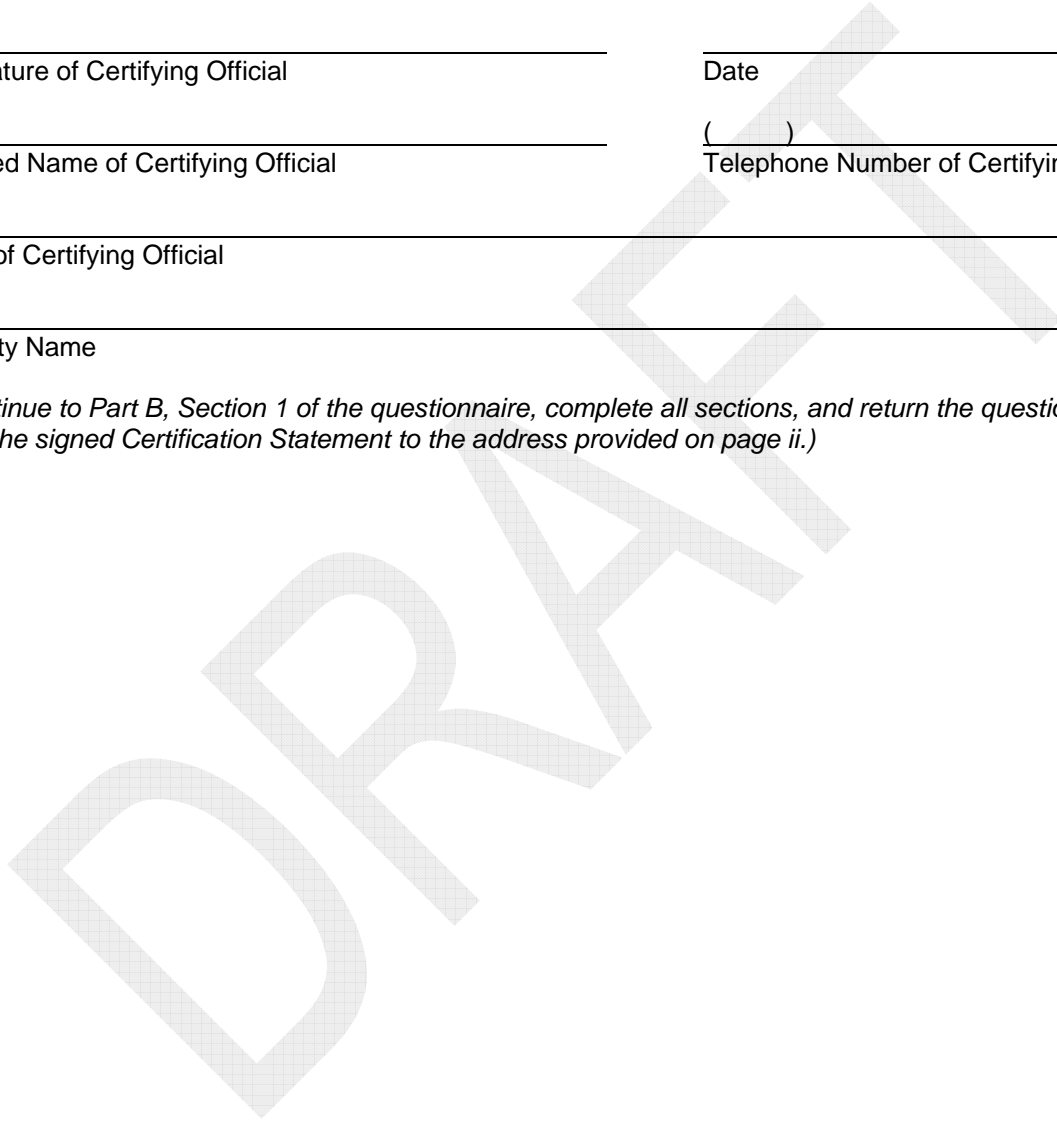 ture of Certifying Official Date
( )
ed Name of Certifying Official Telephone Number of Certifyin
of Certifying Official
ty Name
tinue to Part B, Section 1 of the questionnaire, complete all sections, and return the questio
he signed Certification Statement to the address provided on page ii.)
DRAFT